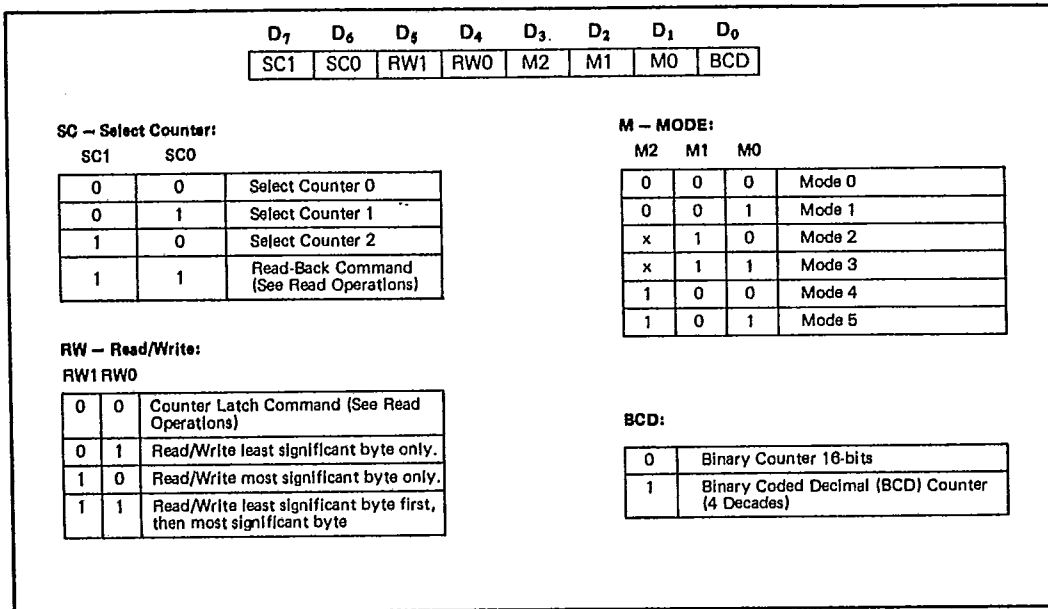 D7 D6 D5 D4 D3. D2 D1 D0
SC1 SC0 RW1 RW0 M2 M1 M0 BCD
SC — Select Counter:
SC1 SC0
0 0 Select Counter 0
0 1 Select Counter 1
1 0 Select Counter 2
1 1 Read-Back Command
(See Read Operations)
RW — Read/Write:
RW1 RW0
0 0 Counter Latch Command (See Read
Operations)
0 1 Read/Write least significant byte only.
1 0 Read/Write most significant byte only.
1 1 Read/Write least significant byte first,
then most significant byte
M — MODE:
M2 M1 M0
0 0 0 Mode 0
0 0 1 Mode 1
x 1 0 Mode 2
x 1 1 Mode 3
1 0 0 Mode 4
1 0 1 Mode 5
BCD:
0 Binary Counter 16-bits
1 Binary Coded Decimal (BCD) Counter
(4 Decades)